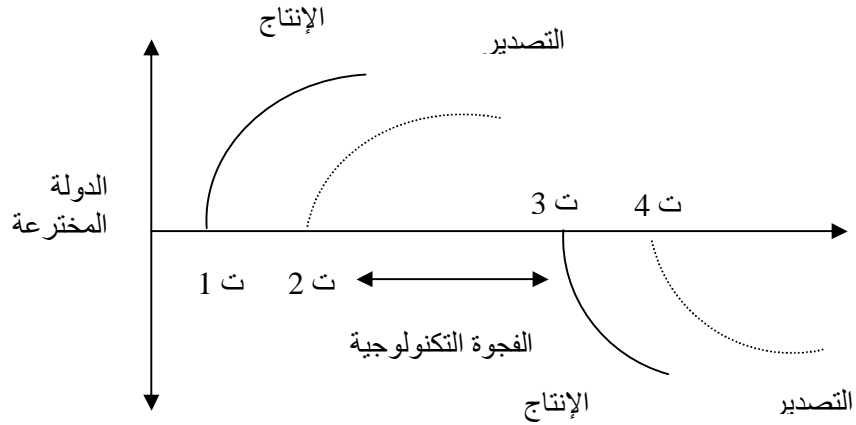 الإنتاج
التصدير
الدولة
المخترعة
ت 3
ت 4
ت 1
ت 2
الفجوة التكنولوجية
الإنتاج
التصدير